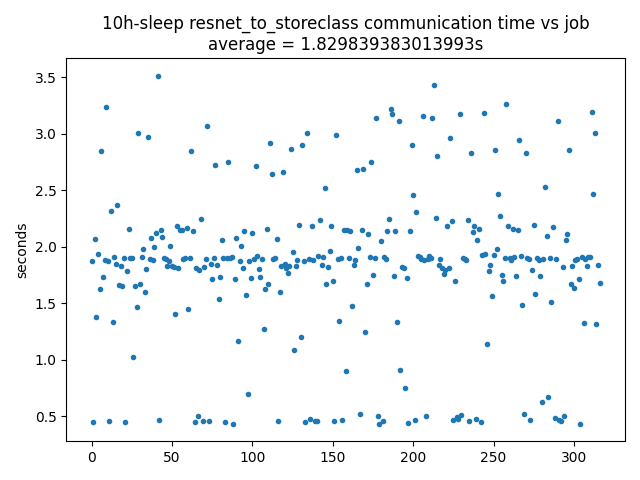 10h-sleep resnet_to_storeclass communication time vs job
average = 1.829839383013993s
seconds
3.5
3.0
2.5
2.0
1.5
1.0
0.5
0 50 100 150 200 250 300